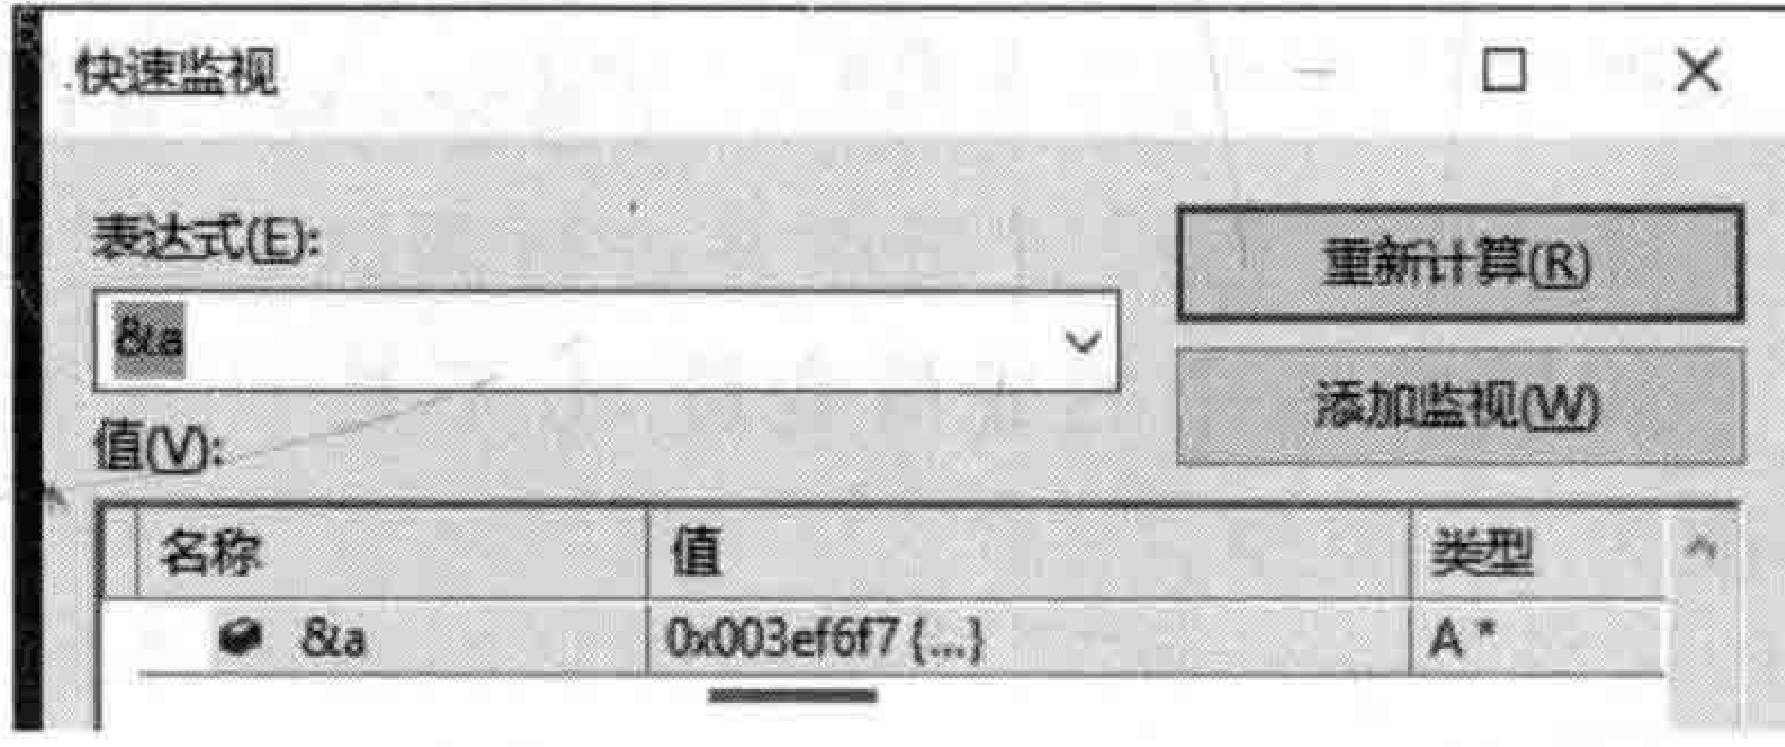 快速监视
表达式(E):
重新计算(R)
&a
添加监视(W)
值(V):
名称 值 类型
&a 0x003ef6f7 {...} A *